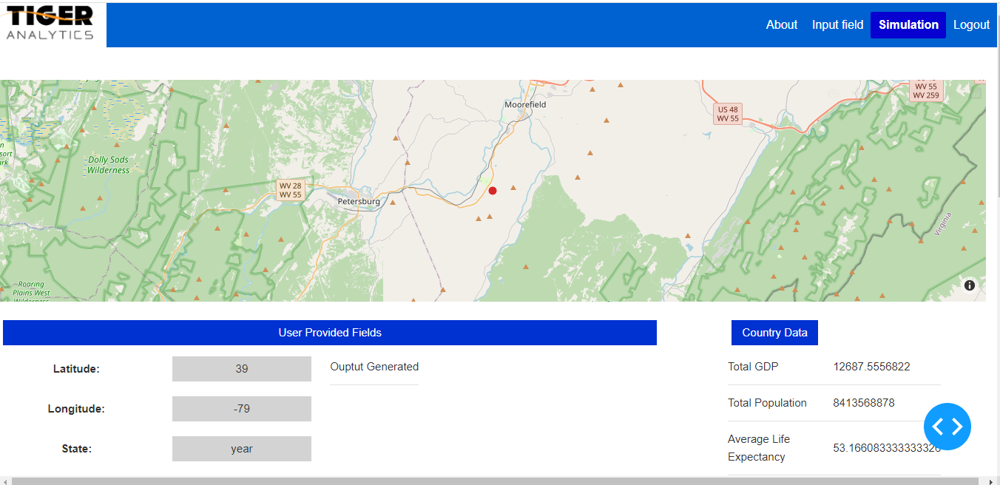 TIGER
ANALYTICS
About Input field Simulation Logout
Moorefield
WV 55
WV 259
US 48
WV 55
Dolly Sods
Wilderness
WV 28
WV 55
Petersburg
Virginia
Roaring
Plains West
Wilderness
User Provided Fields
Country Data
Latitude: 39 Ouptut Generated
Total GDP 12687.5556822
Longitude: -79
Total Population 8413568878
State: year
Average Life
Expectancy
53.166083333333326